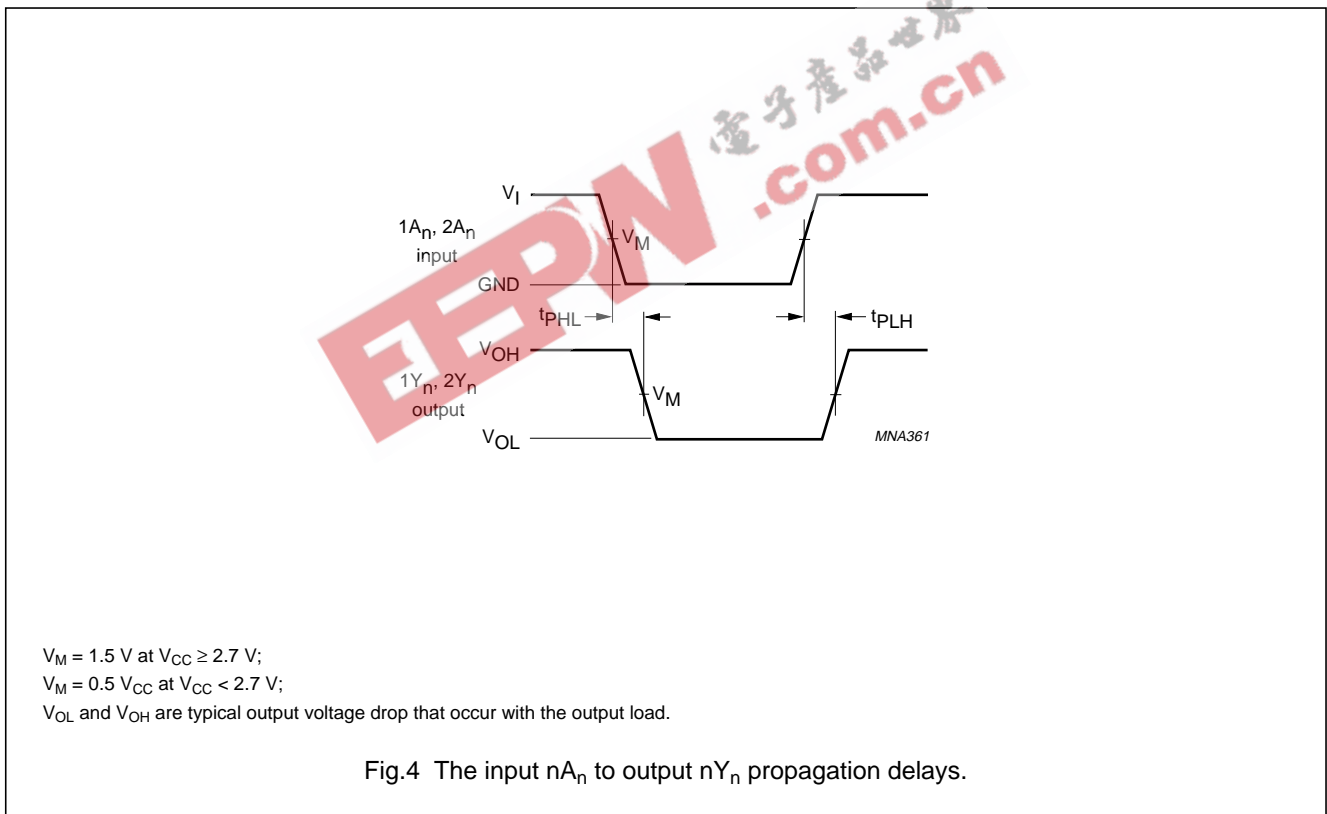 電子產品世界
.com.cn
EEPW
V_I
1A_n, 2A_n
input
V_M
GND
t_PHL
t_PLH
V_OH
1Y_n, 2Y_n
output
V_M
V_OL
MNA361
V_M = 1.5 V at V_CC ≥ 2.7 V;
V_M = 0.5 V_CC at V_CC < 2.7 V;
V_OL and V_OH are typical output voltage drop that occur with the output load.
Fig.4 The input nA_n to output nY_n propagation delays.